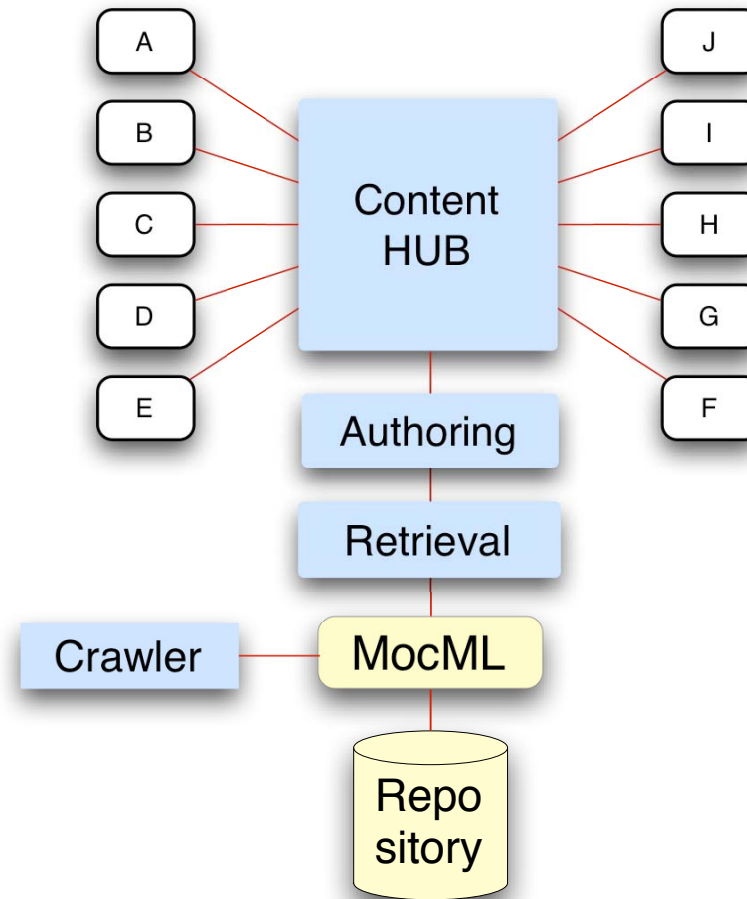 A
B
C
D
E
J
I
H
G
F
Content
HUB
Authoring
Retrieval
Crawler
MocML
Repo
sitory